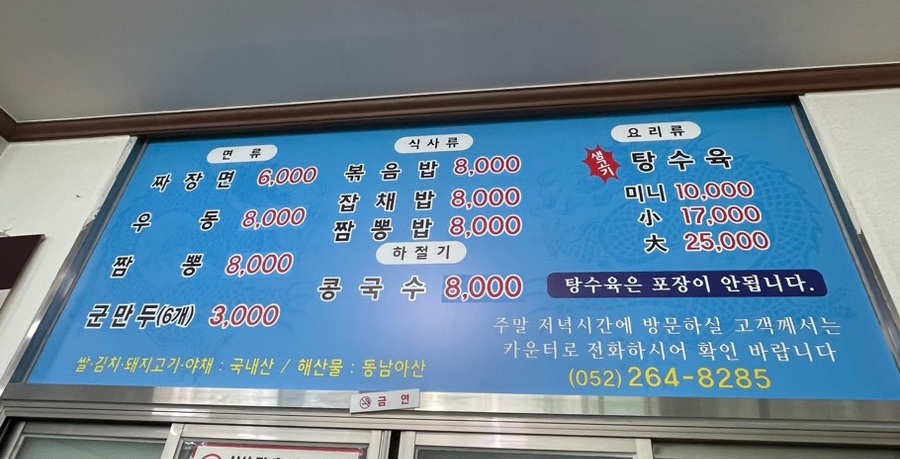 면 류
짜 장 면 6,000
우 동 8,000
짬 뽕 8,000
군만두(6개) 3,000
식사류
볶 음 밥 8,000
잡 채 밥 8,000
짬 뽕 밥 8,000
하절기
콩 국 수 8,000
요리류
생고기
탕 수 육
미니 10,000
小 17,000
大 25,000
탕수육은 포장이 안됩니다.
주말 저녁시간에 방문하실 고객께서는
카운터로 전화하시어 확인 바랍니다
(052) 264-8285
쌀·김치·돼지고기·야채 : 국내산 / 해산물 : 동남아산
금 연